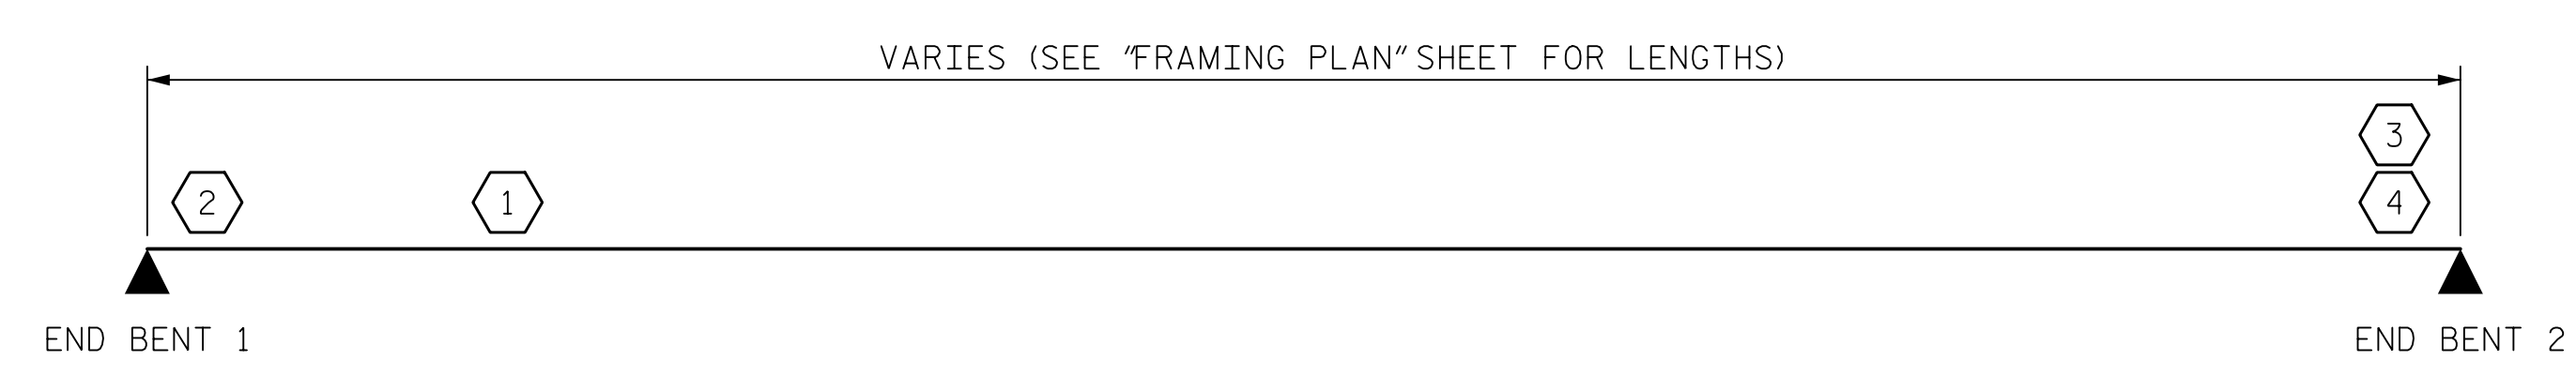 VARIES (SEE "FRAMING PLAN" SHEET FOR LENGTHS)
3
2 1 4
END BENT 1 END BENT 2